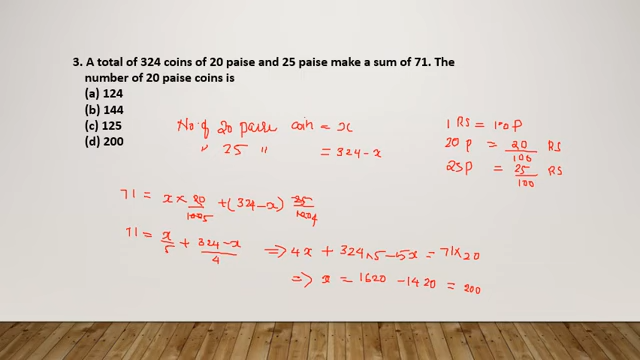 3. A total of 324 coins of 20 paise and 25 paise make a sum of 71. The
number of 20 paise coins is
(a) 124
(b) 144
(c) 125
(d) 200
No. of 20 paise coin = x
" 25 " = 324 - x
1 RS = 100 P
20 P = 20/100 RS
25P = 25/100 RS
71 = x × 20/100 5 + (324 - x) 25/100 4
71 = x/5 + 324-x/4 ⇒ 4x + 324×5 - 5x = 71×20
⇒ x = 1620 - 1420 = 200